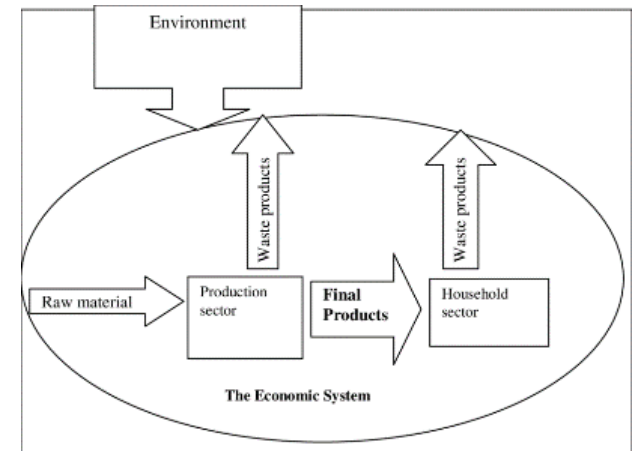 Environment
Waste products
Waste products
Raw material
Production
sector
Final
Products
Household
sector
The Economic System